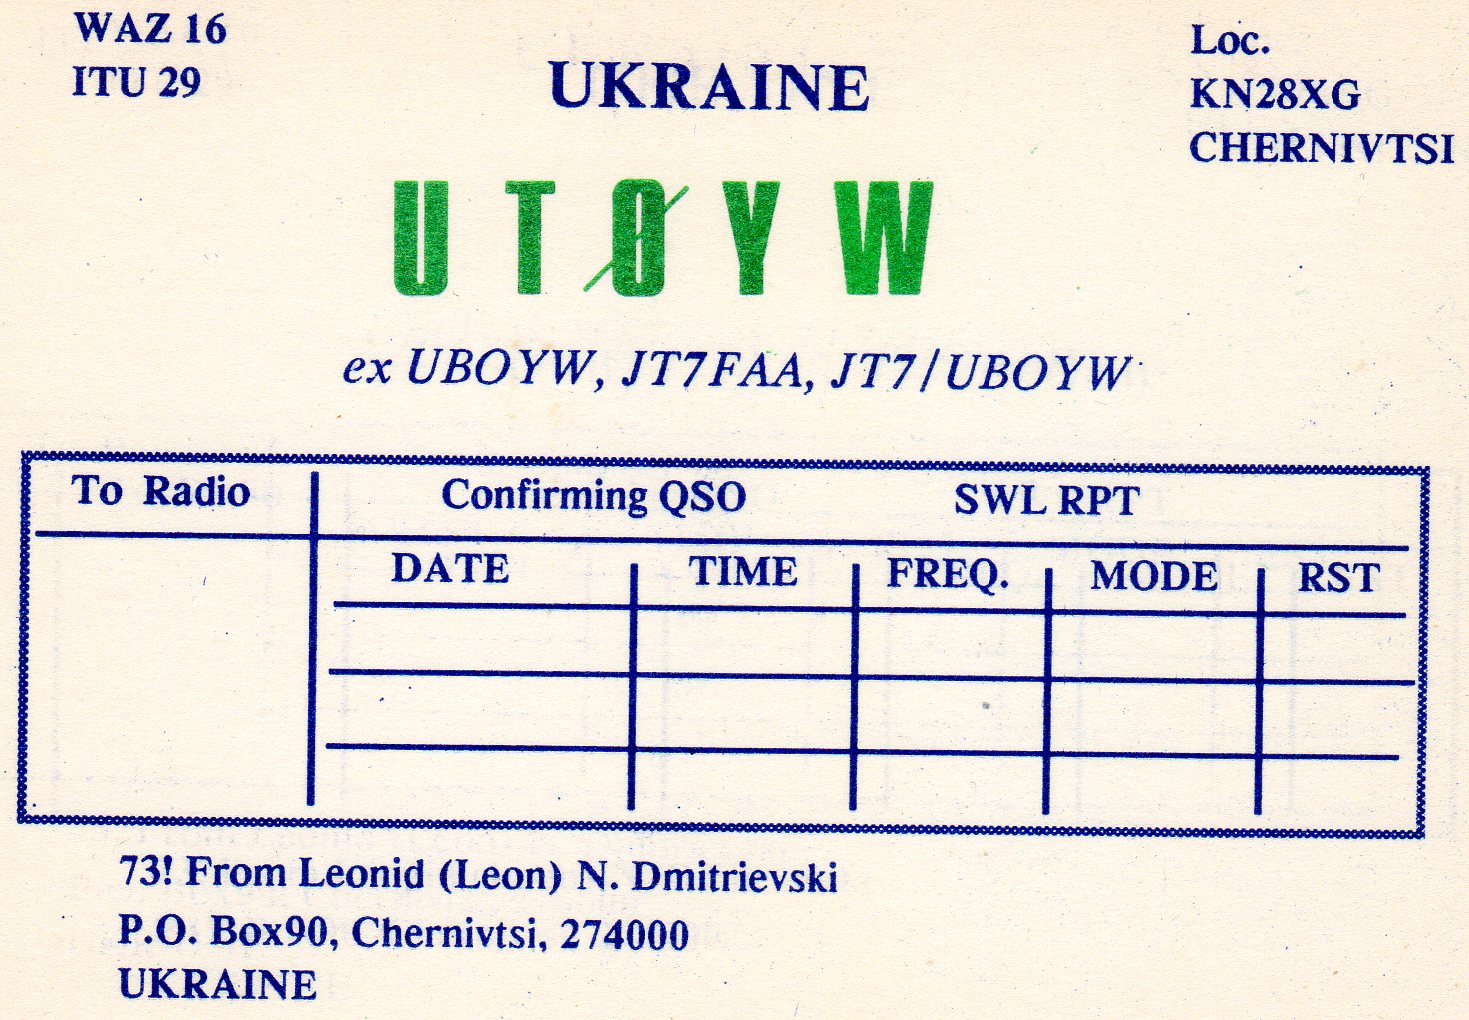 WAZ 16
ITU 29
UKRAINE
Loc.
KN28XG
CHERNIVTSI
UTØYW
ex UBOYW, JT7FAA, JT7/UBOYW
To Radio
Confirming QSO
SWL RPT
DATE
TIME
FREQ.
MODE
RST
73! From Leonid (Leon) N. Dmitrievski
P.O. Box90, Chernivtsi, 274000
UKRAINE